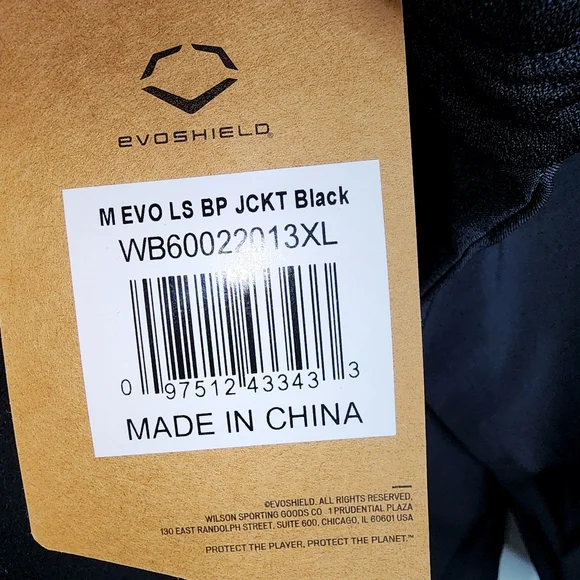 evoSHIELD®
M EVO LS BP JCKT Black
WB60022013XL
0 97512 43343 3
MADE IN CHINA
©EVOSHIELD. ALL RIGHTS RESERVED.
WILSON SPORTING GOODS CO 1 PRUDENTIAL PLAZA
130 EAST RANDOLPH STREET, SUITE 600, CHICAGO, IL 60601 USA
PROTECT THE PLAYER, PROTECT THE PLANET.™